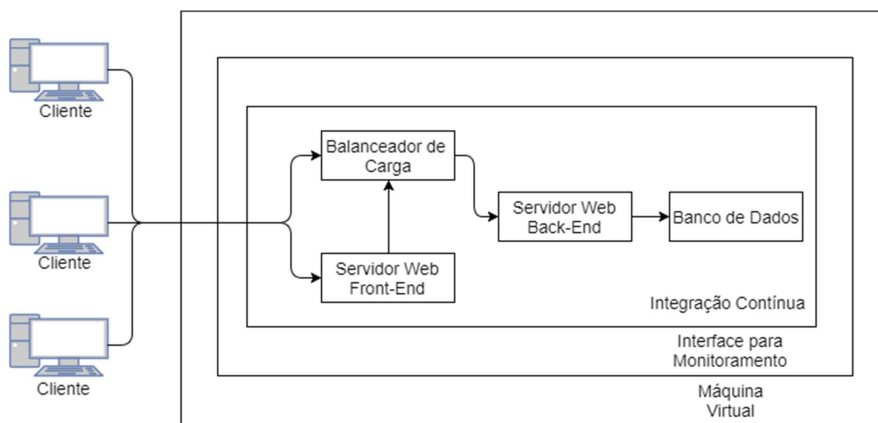 Cliente
Cliente
Cliente
Balanceador de
Carga
Servidor Web
Front-End
Servidor Web
Back-End
Banco de Dados
Integração Contínua
Interface para
Monitoramento
Máquina
Virtual